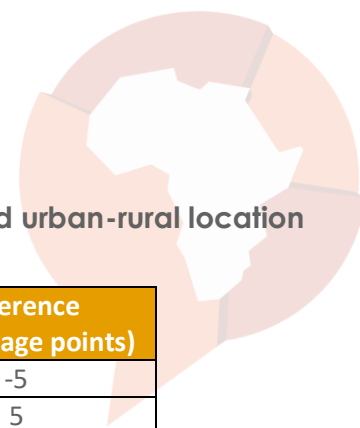 d urban-rural location
erence
age points)
-5
5